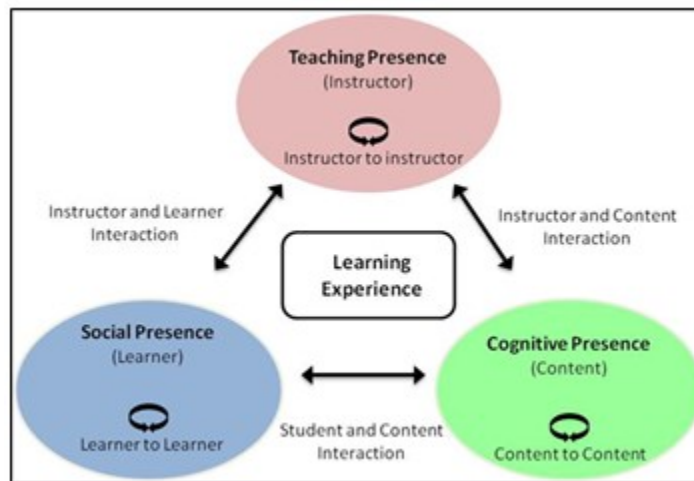 Teaching Presence
(Instructor)
Instructor to instructor
Instructor and Learner
Interaction
Instructor and Content
Interaction
Learning
Experience
Social Presence
(Learner)
Learner to Learner
Cognitive Presence
(Content)
Content to Content
Student and Content
Interaction